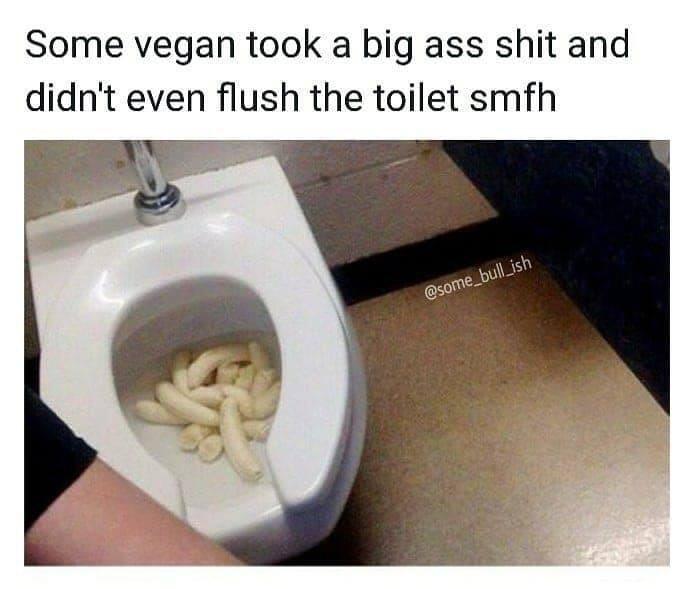 Some vegan took a big ass shit and
didn't even flush the toilet smfh
@some_bull_ish